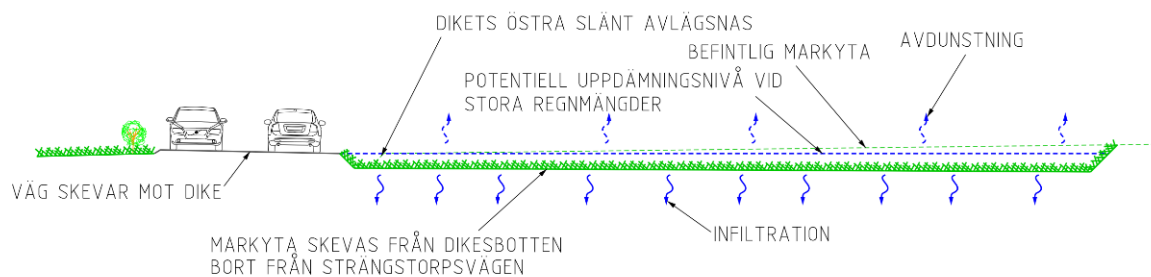 DIKETS ÖSTRA SLÄNT AVLÄGSNAS
AVDUNSTNING
BEFINTLIG MARKYTA
POTENTIELL UPPDÄMNINGSNIVÅ VID
STORA REGNMÄNGDER
VÄG SKEVAR MOT DIKE
INFILTRATION
MARKYTA SKEVAS FRÅN DIKESBOTTEN
BORT FRÅN STRÄNGSTORPSVÄGEN